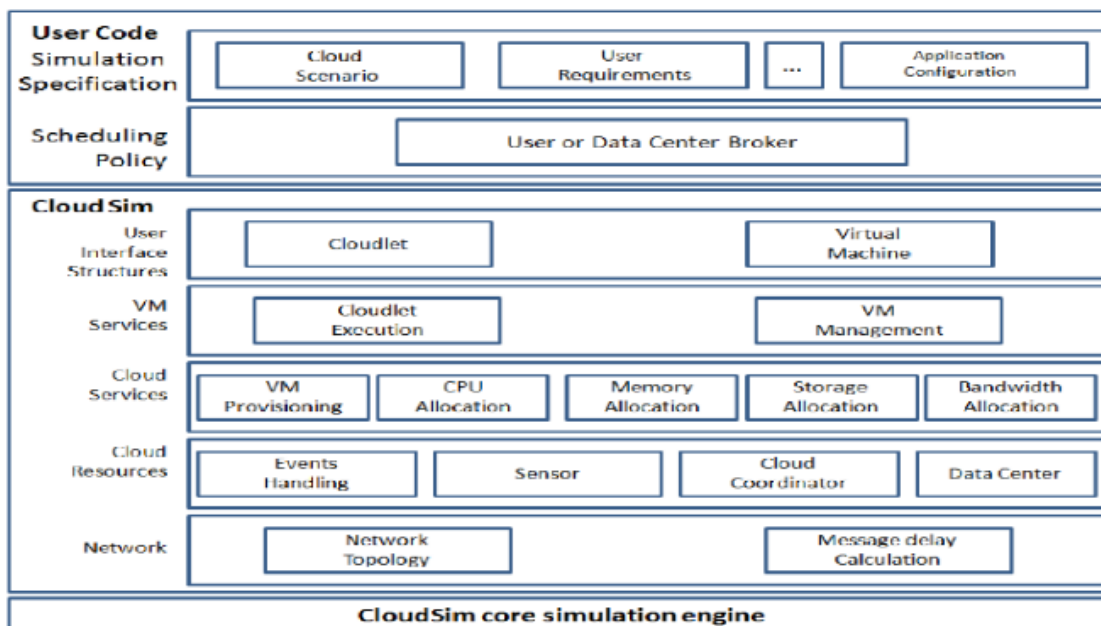 User Code
Simulation
Specification
Cloud
Scenario
User
Requirements
...
Application
Configuration
Scheduling
Policy
User or Data Center Broker
CloudSim
User
Interface
Structures
Cloudlet
Virtual
Machine
VM
Services
Cloudlet
Execution
VM
Management
Cloud
Services
VM
Provisioning
CPU
Allocation
Memory
Allocation
Storage
Allocation
Bandwidth
Allocation
Cloud
Resources
Events
Handling
Sensor
Cloud
Coordinator
Data Center
Network
Network
Topology
Message delay
Calculation
CloudSim core simulation engine